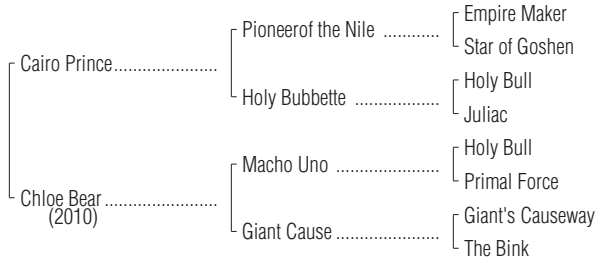 Empire Maker
Pioneerof the Nile ............
Star of Goshen
Cairo Prince......................
Holy Bull
Holy Bubbette ..................
Juliac
Holy Bull
Macho Uno ......................
Primal Force
Chloe Bear........................
(2010)
Giant's Causeway
Giant Cause ......................
The Bink